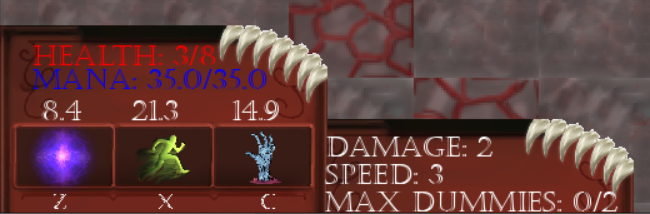 HEALTH: 3/8
MANA: 35.0/35.0
8.4 21.3 14.9
Z X C
DAMAGE: 2
SPEED: 3
MAX DUMMIES: 0/2